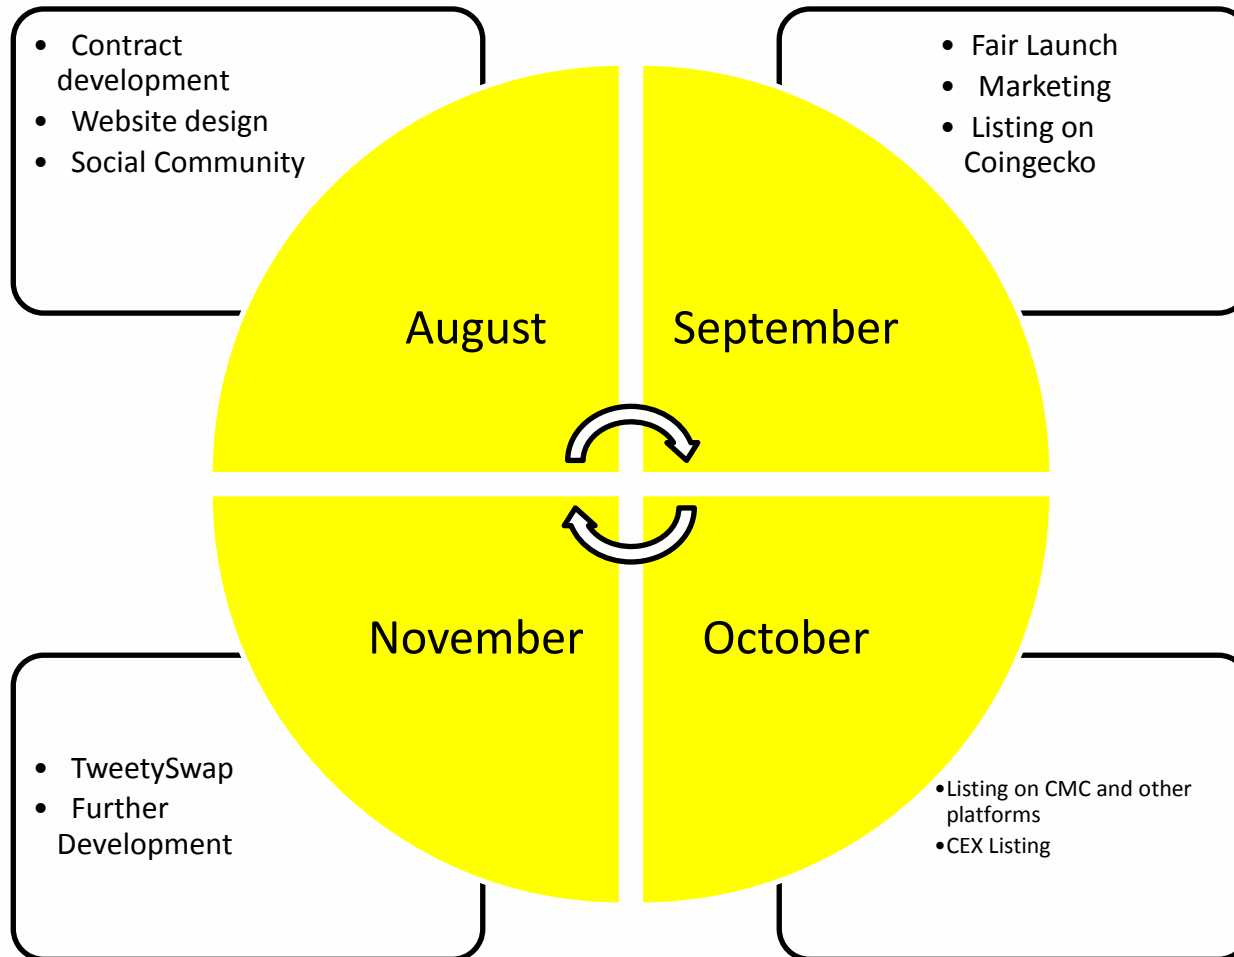 • Contract
development
• Website design
• Social Community
• Fair Launch
• Marketing
• Listing on
Coingecko
August
September
November
October
• TweetySwap
• Further
Development
•Listing on CMC and other
platforms
•CEX Listing